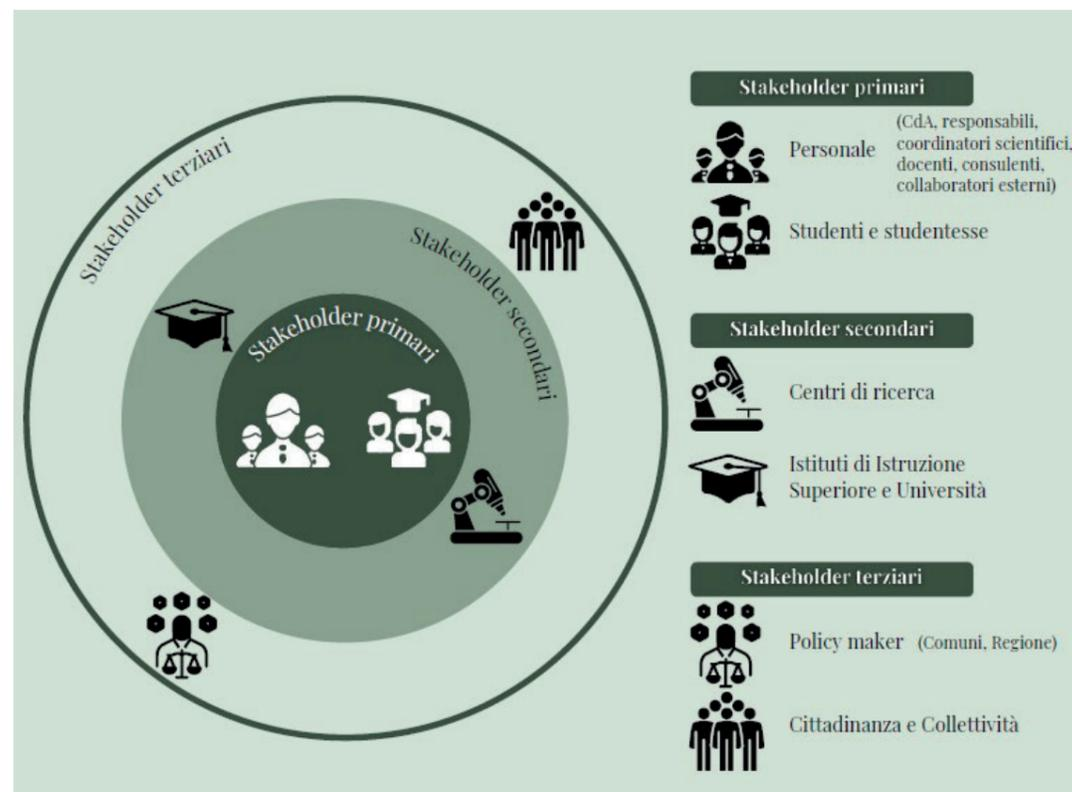 Stakeholder terziari
Stakeholder secondari
Stakeholder primari
Stakeholder primari
Personale
(CdA, responsabili,
coordinatori scientifici,
docenti, consulenti,
collaboratori esterni)
Studenti e studentesse
Stakeholder secondari
Centri di ricerca
Istituti di Istruzione
Superiore e Università
Stakeholder terziari
Policy maker (Comuni, Regione)
Cittadinanza e Collettività